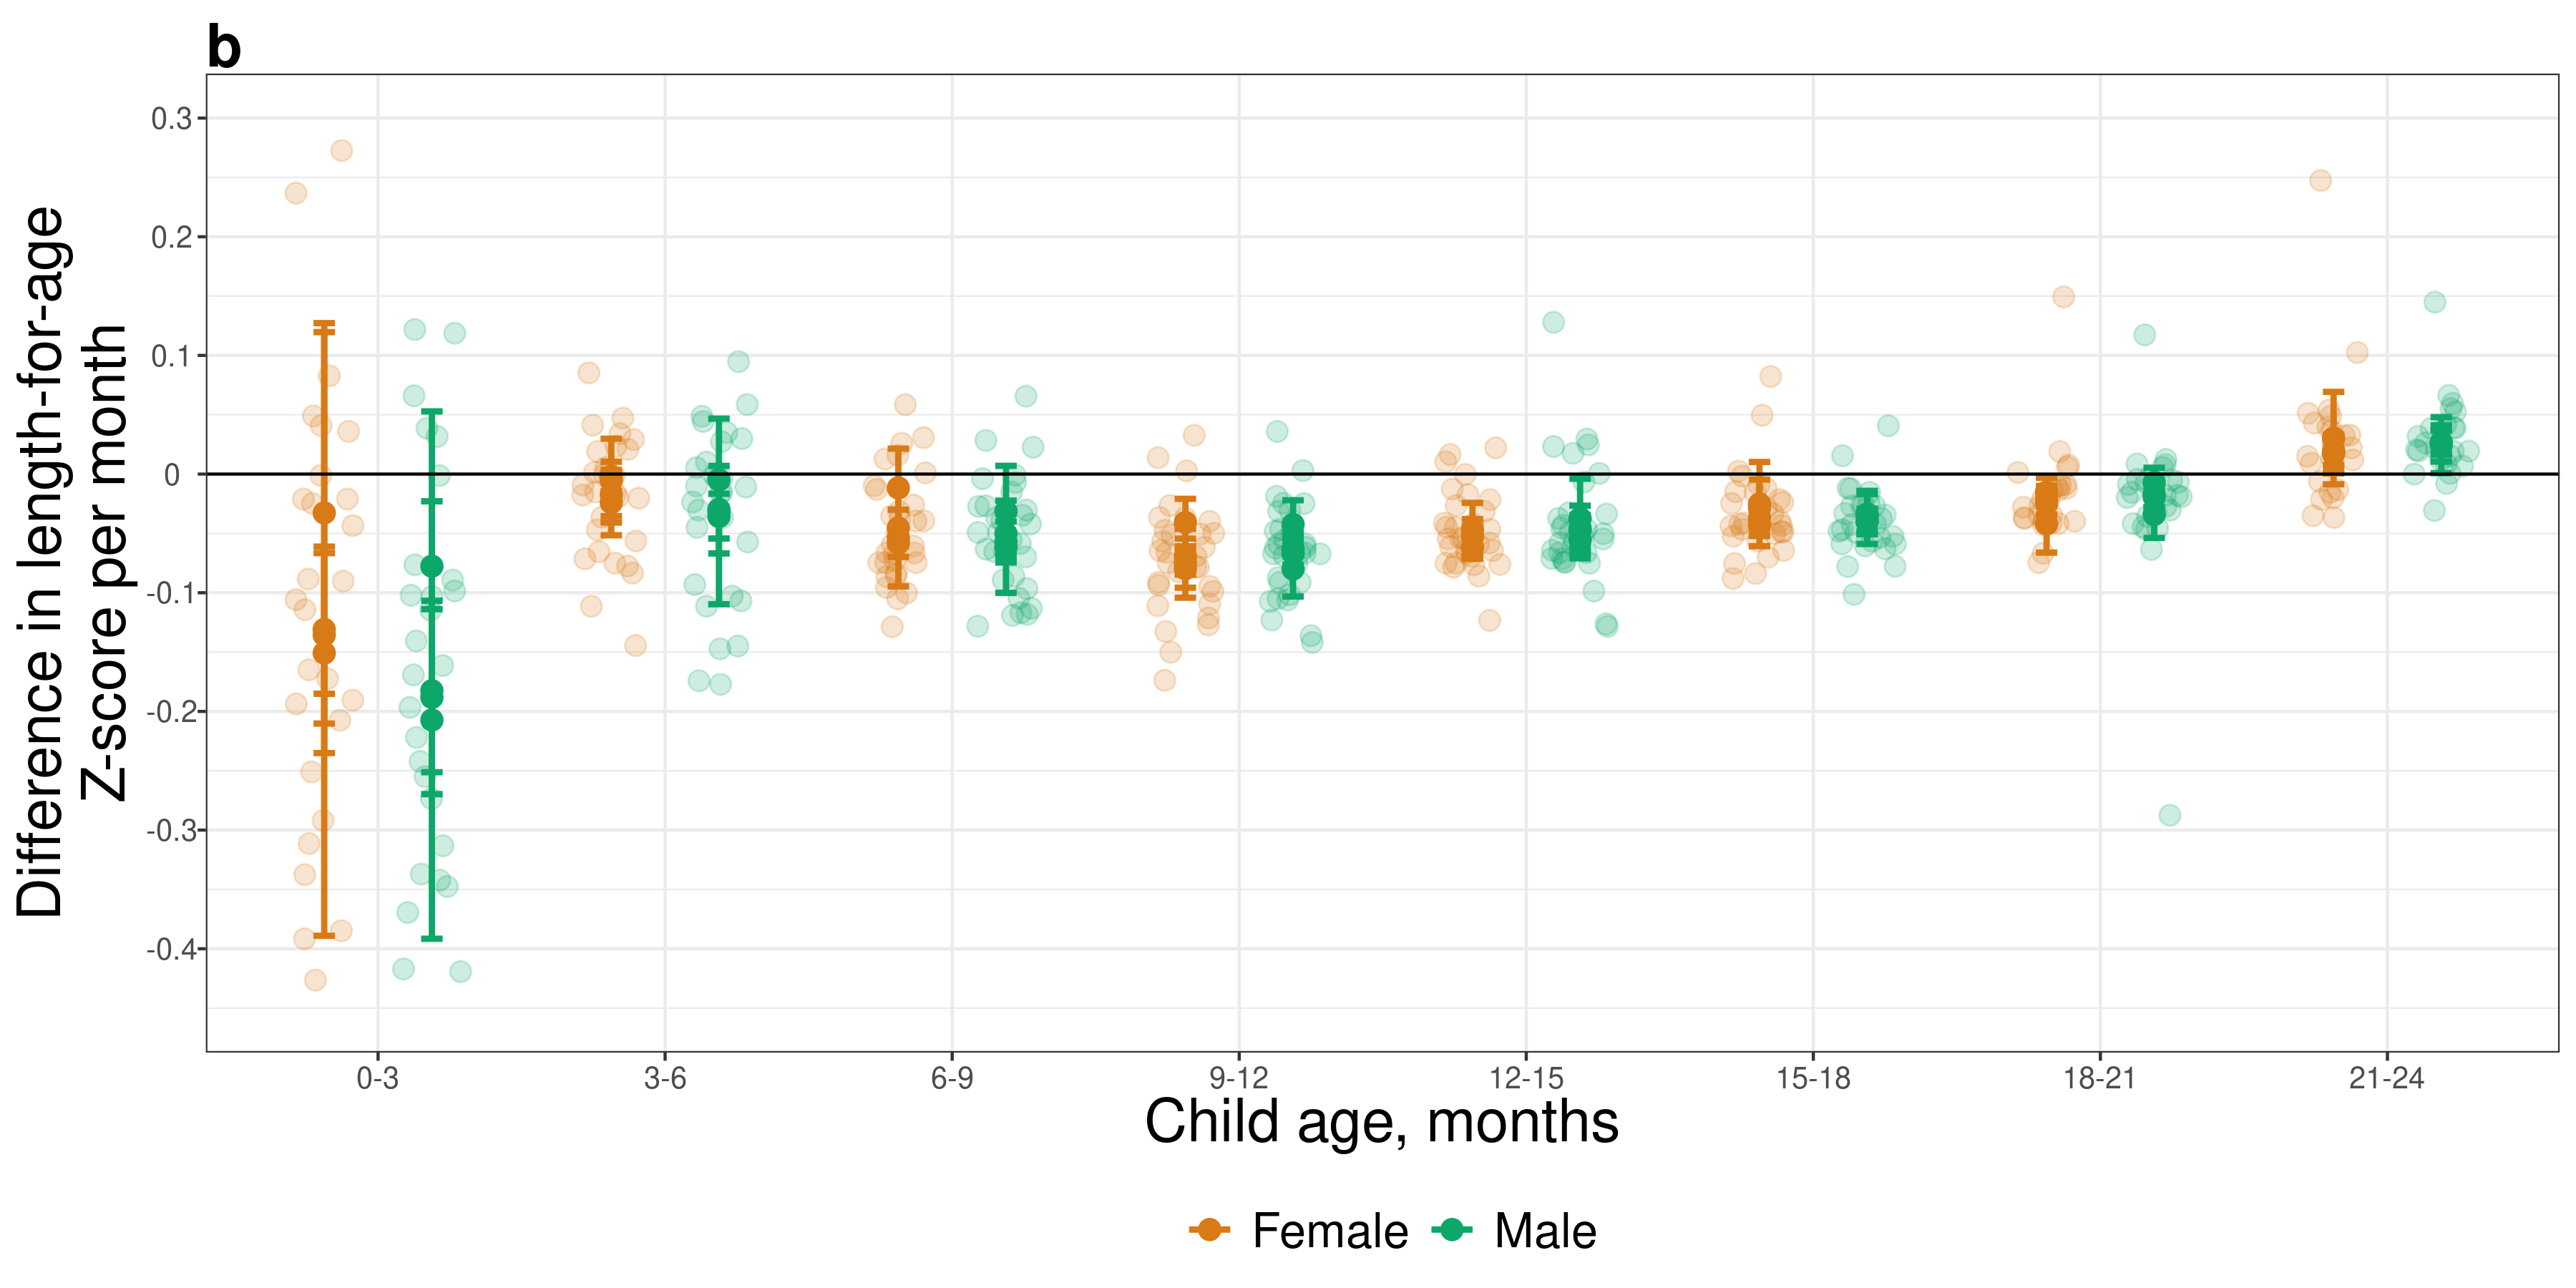 b
Difference in length-for-age
Z-score per month
0.3
0.2
0.1
0
-0.1
-0.2
-0.3
-0.4
0-3 3-6 6-9 9-12 12-15 15-18 18-21 21-24
Child age, months
Female Male